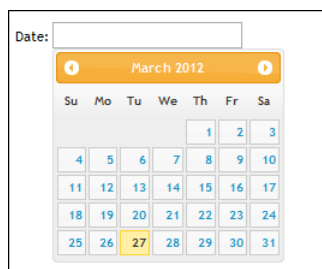 Date:
March 2012
Su Mo Tu We Th Fr Sa
1 2 3
4 5 6 7 8 9 10
11 12 13 14 15 16 17
18 19 20 21 22 23 24
25 26 27 28 29 30 31